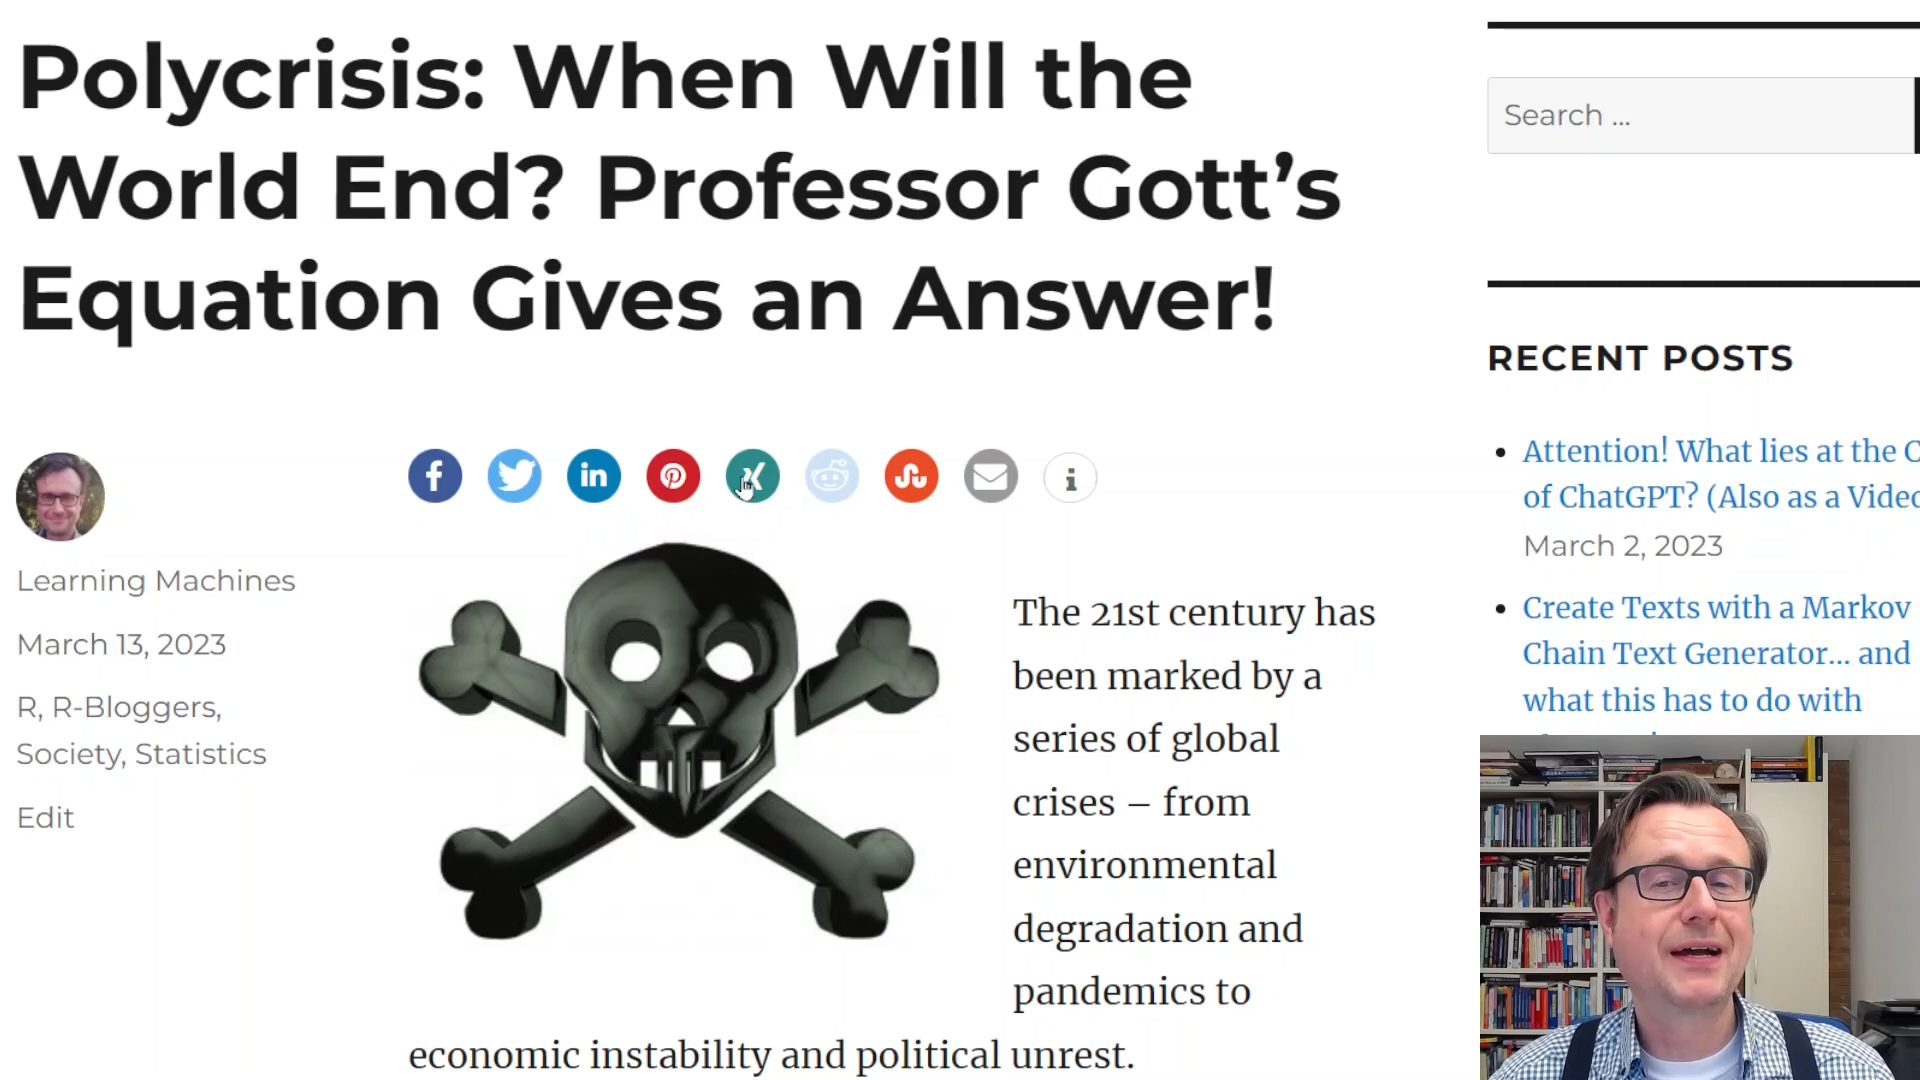 Polycrisis: When Will the
World End? Professor Gott’s
Equation Gives an Answer!
Learning Machines
March 13, 2023
R, R-Bloggers,
Society, Statistics
Edit
The 21st century has
been marked by a
series of global
crises – from
environmental
degradation and
pandemics to
economic instability and political unrest.
Search ...
RECENT POSTS
Attention! What lies at the
of ChatGPT? (Also as a
March 2, 2023
Create Texts with a Markov
Chain Text Generator… and
what this has to do with